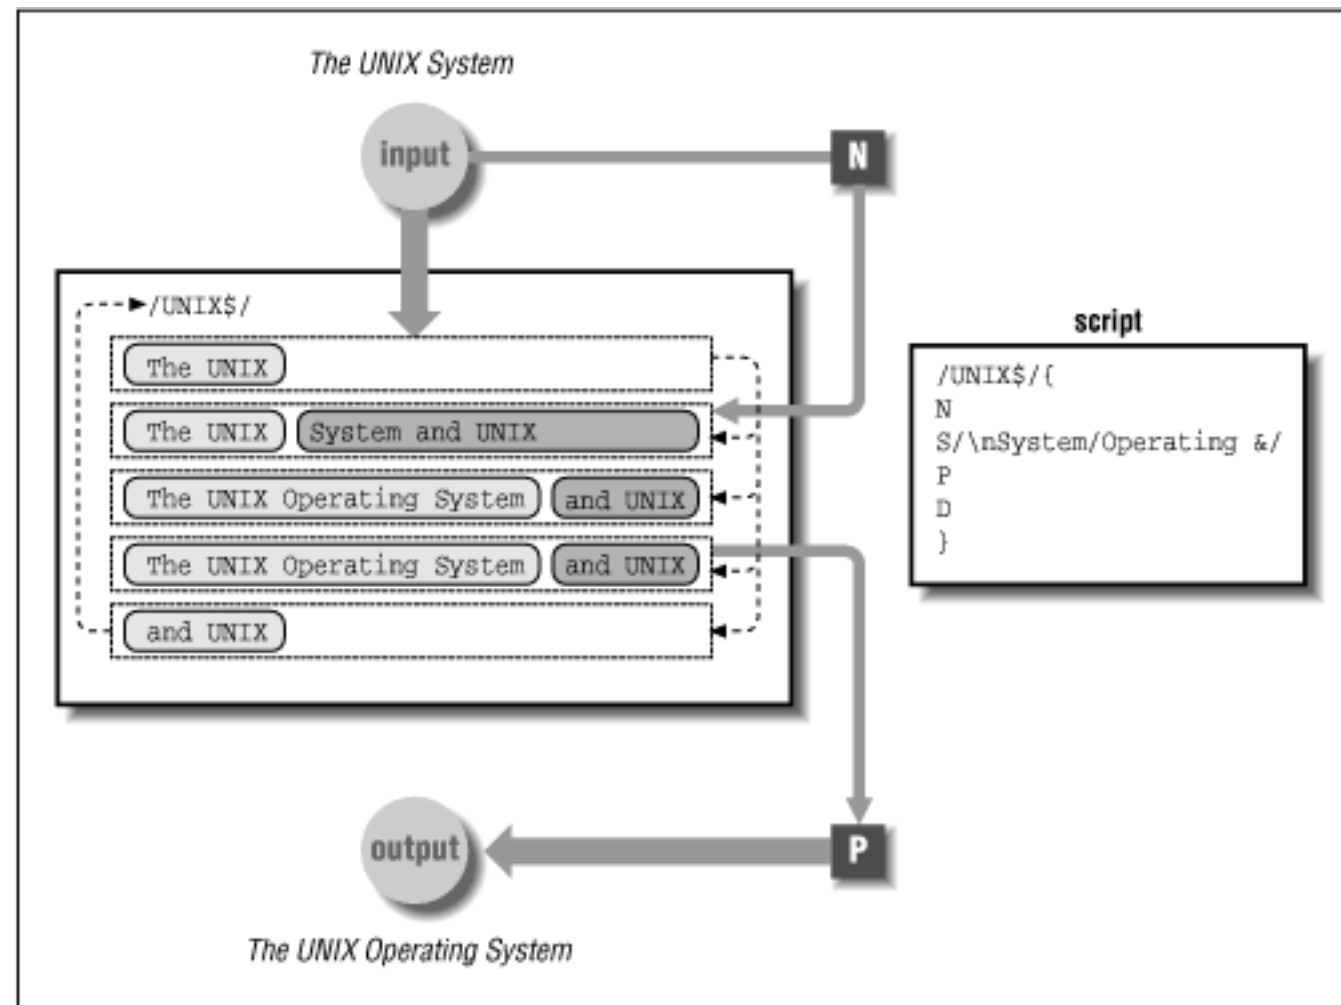 The UNIX System
input
N
/UNIX$/
The UNIX
The UNIX System and UNIX
The UNIX Operating System and UNIX
The UNIX Operating System and UNIX
and UNIX
script
/UNIX$/{
N
S/\nSystem/Operating &/
P
D
}
output
P
The UNIX Operating System